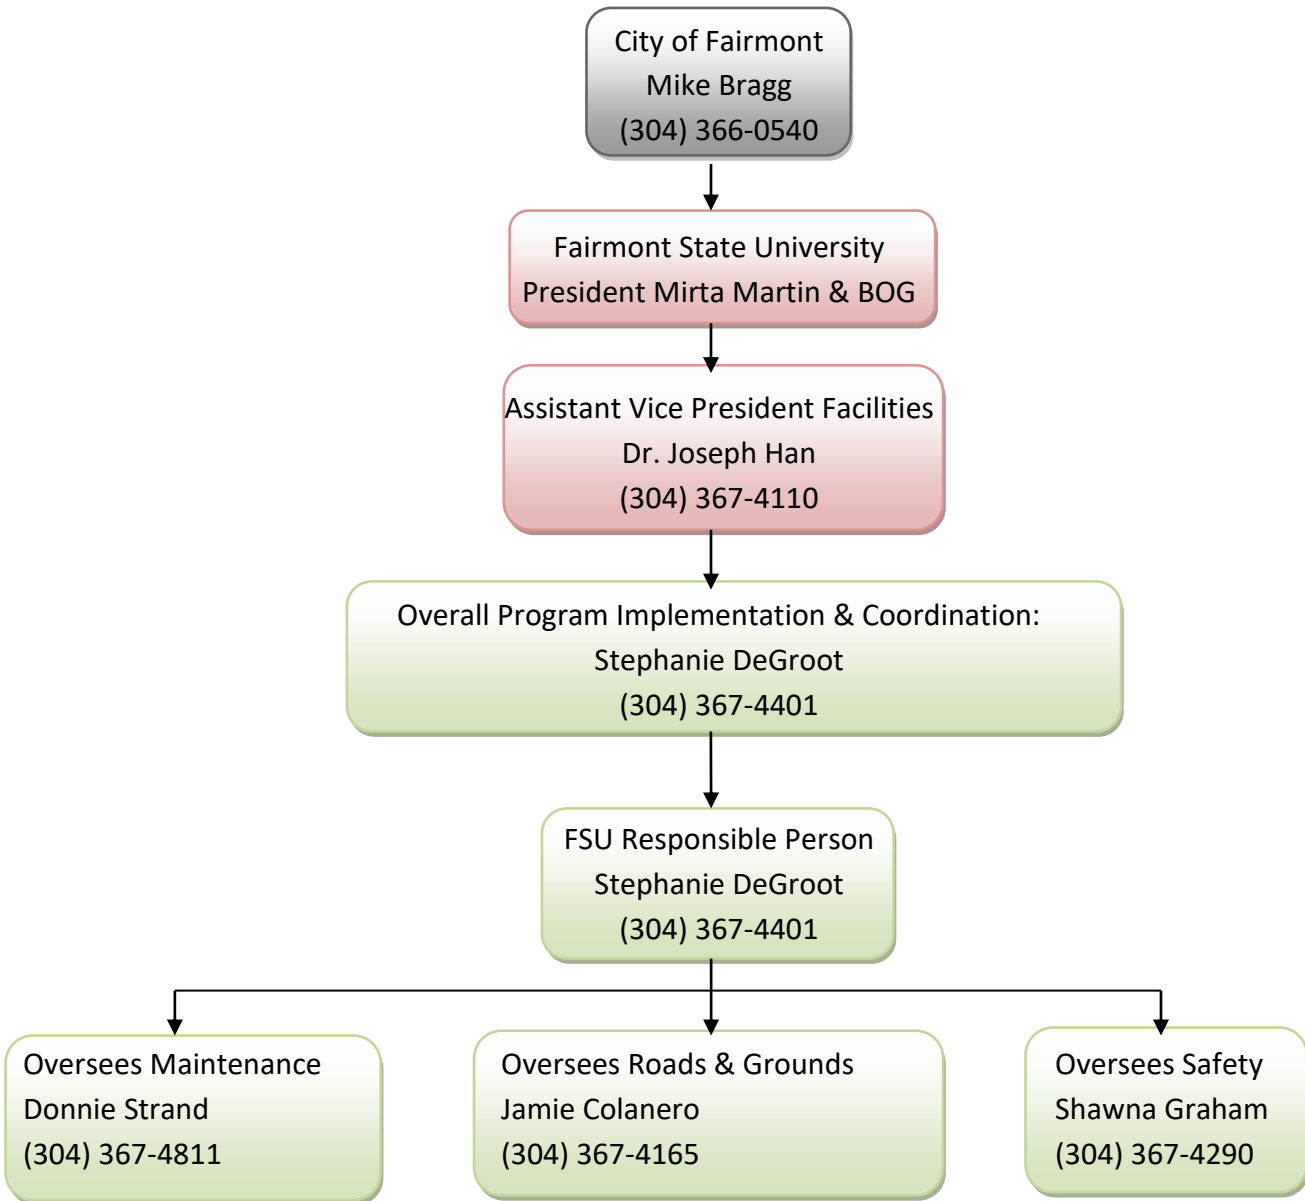 City of Fairmont
Mike Bragg
(304) 366-0540
Fairmont State University
President Mirta Martin & BOG
Assistant Vice President Facilities
Dr. Joseph Han
(304) 367-4110
Overall Program Implementation & Coordination:
Stephanie DeGroot
(304) 367-4401
FSU Responsible Person
Stephanie DeGroot
(304) 367-4401
Oversees Maintenance
Donnie Strand
(304) 367-4811
Oversees Roads & Grounds
Jamie Colanero
(304) 367-4165
Oversees Safety
Shawna Graham
(304) 367-4290